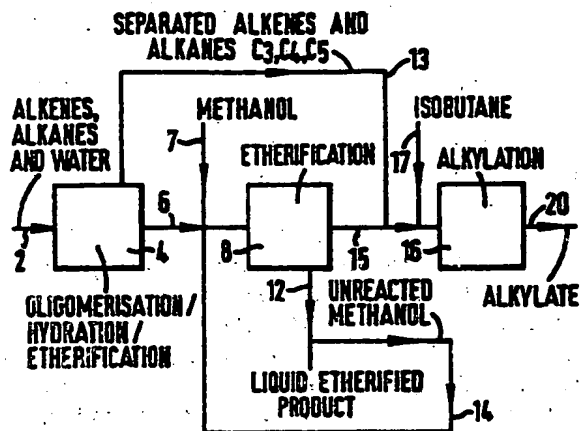 SEPARATED ALKENES AND
ALKANES C3,C4,C5
13
ALKENES,
ALKANES
AND WATER
METHANOL
7
ISOBUTANE
17
ETHERIFICATION
ALKYLATION
6
2
4
8
15
16
20
12
OLIGOMERISATION/
HYDRATION/
ETHERIFICATION
UNREACTED
METHANOL
ALKYLATE
LIQUID ETHERIFIED
PRODUCT
14